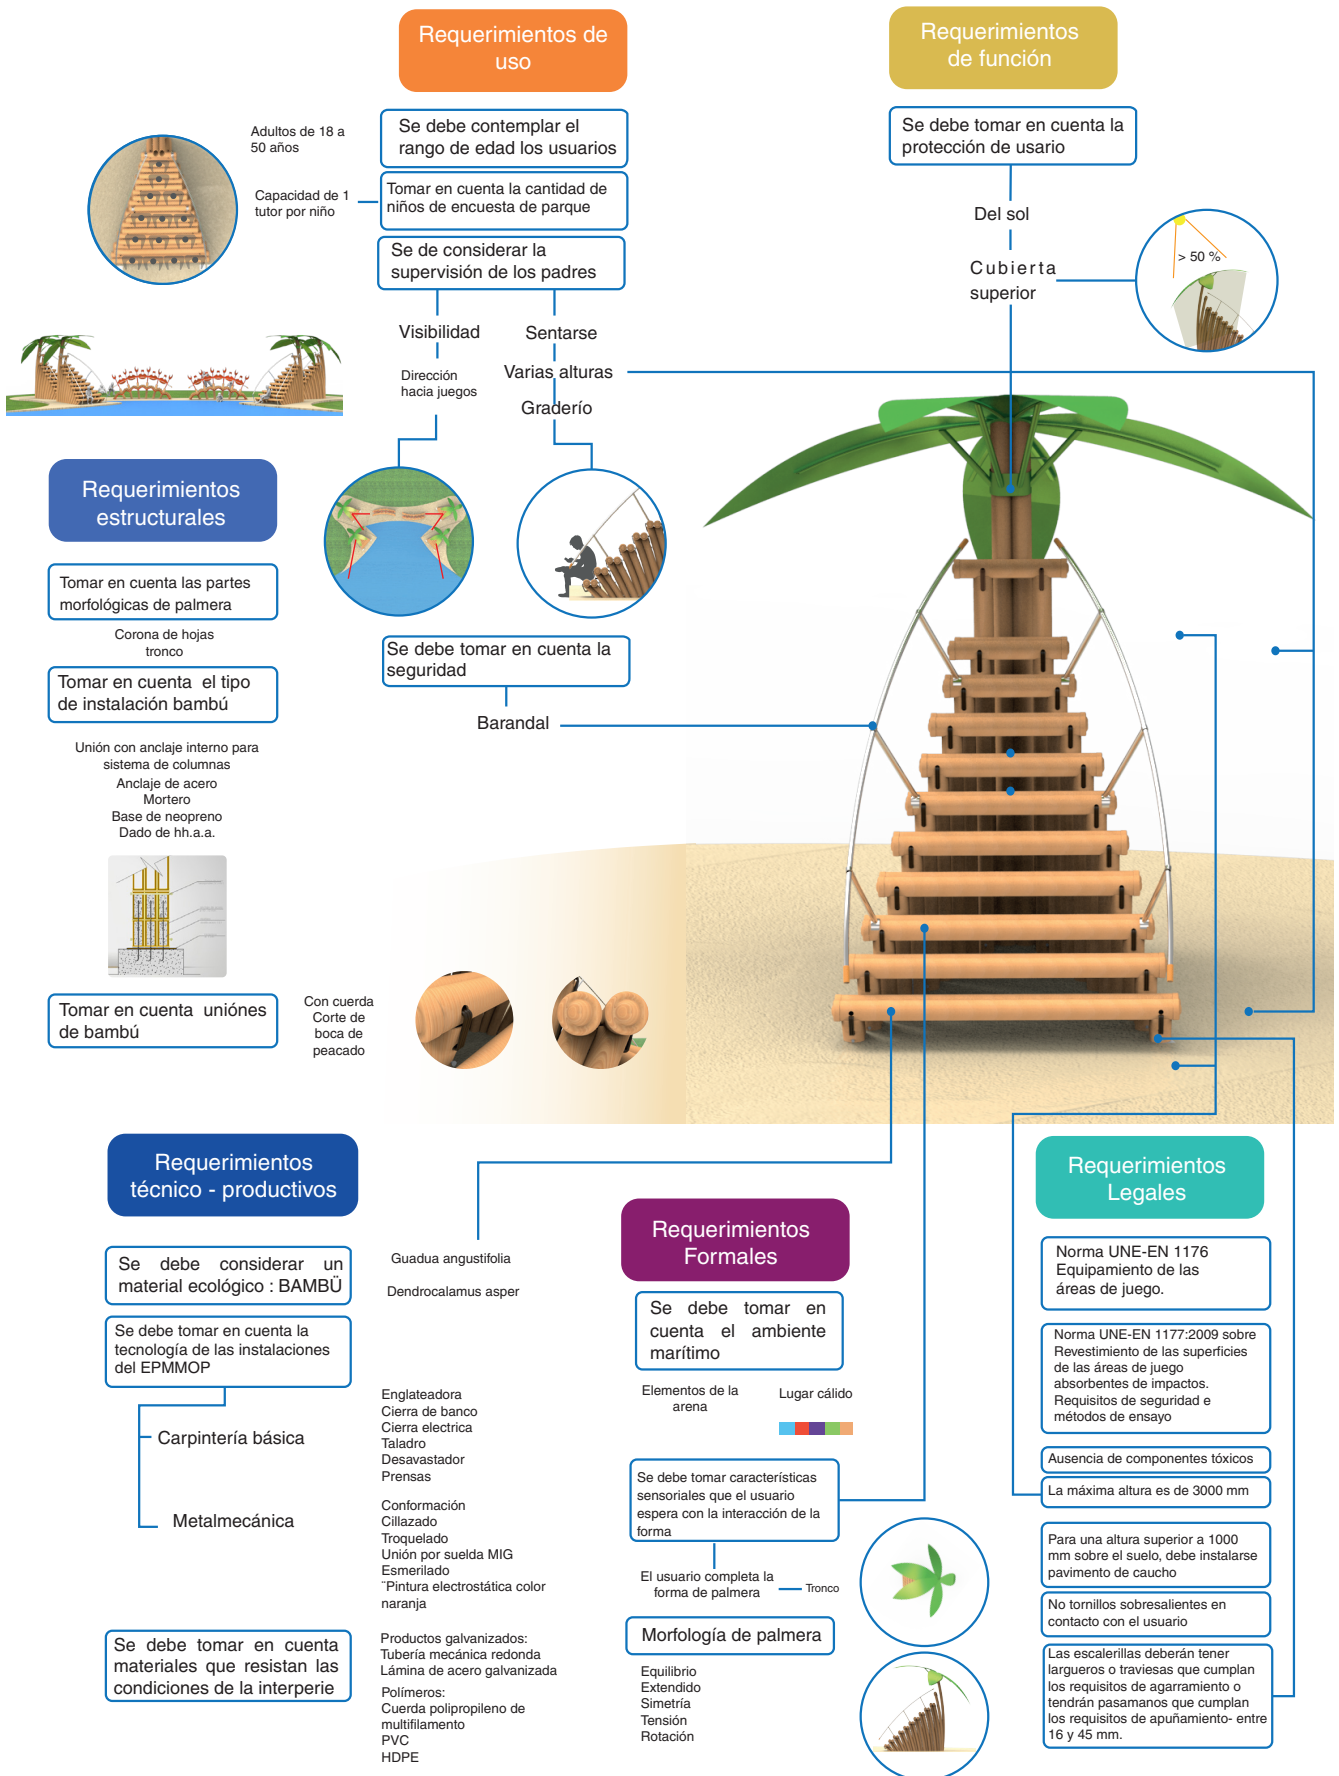 Requerimientos de
uso
Adultos de 18 a
50 años
Se debe contemplar el
rango de edad los usuarios
Capacidad de 1
tutor por niño
Tomar en cuenta la cantidad de
niños de encuesta de parque
Se de considerar la
supervisión de los padres
Visibilidad
Dirección
hacia juegos
Sentarse
Varias alturas
Graderío
Se debe tomar en cuenta la
seguridad
Barandal
Requerimientos
de función
Se debe tomar en cuenta la
protección de usario
Del sol
Cubierta
superior
> 50 %
Requerimientos
estructurales
Tomar en cuenta las partes
morfológicas de palmera
Corona de hojas
tronco
Tomar en cuenta el tipo
de instalación bambú
Unión con anclaje interno para
sistema de columnas
Anclaje de acero
Mortero
Base de neopreno
Dado de hh.a.a.
Tomar en cuenta uniónes
de bambú
Con cuerda
Corte de
boca de
peacado
Requerimientos
técnico - productivos
Se debe considerar un
material ecológico : BAMBÜ
Guadua angustifolia
Dendrocalamus asper
Se debe tomar en cuenta la
tecnología de las instalaciones
del EPMMOP
Carpintería básica
Englateadora
Cierra de banco
Cierra electrica
Taladro
Desavastador
Prensas
Metalmecánica
Conformación
Cillazado
Troquelado
Unión por suelda MIG
Esmerilado
¨Pintura electrostática color
naranja
Se debe tomar en cuenta
materiales que resistan las
condiciones de la interperie
Productos galvanizados:
Tubería mecánica redonda
Lámina de acero galvanizada
Polímeros:
Cuerda polipropileno de
multifilamento
PVC
HDPE
Requerimientos
Formales
Se debe tomar en
cuenta el ambiente
marítimo
Elementos de la
arena
Lugar cálido
Se debe tomar características
sensoriales que el usuario
espera con la interacción de la
forma
El usuario completa la
forma de palmera
Tronco
Morfología de palmera
Equilibrio
Extendido
Simetría
Tensión
Rotación
Requerimientos
Legales
Norma UNE-EN 1176
Equipamiento de las
áreas de juego.
Norma UNE-EN 1177:2009 sobre
Revestimiento de las superficies
de las áreas de juego
absorbentes de impactos.
Requisitos de seguridad e
métodos de ensayo
Ausencia de componentes tóxicos
La máxima altura es de 3000 mm
Para una altura superior a 1000
mm sobre el suelo, debe instalarse
pavimento de caucho
No tornillos sobresalientes en
contacto con el usuario
Las escalerillas deberán tener
largueros o traviesas que cumplan
los requisitos de agarramiento o
tendrán pasamanos que cumplan
los requisitos de apuñamiento- entre
16 y 45 mm.